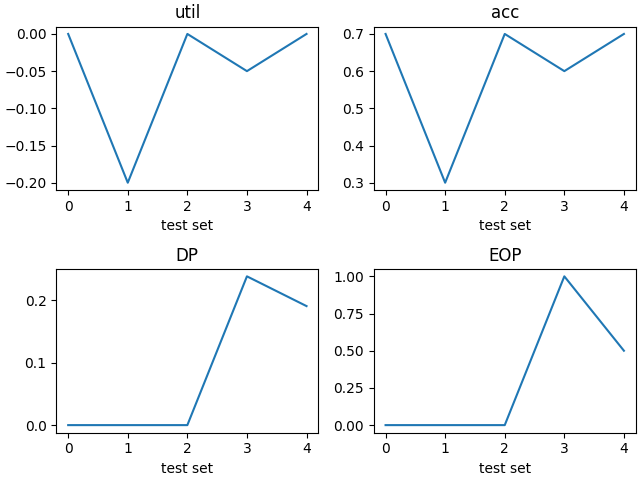 util
0.00
−0.05
−0.10
−0.15
−0.20
0 1 2 3 4
test set
acc
0.7
0.6
0.5
0.4
0.3
0 1 2 3 4
test set
DP
0.2
0.1
0.0
0 1 2 3 4
test set
EOP
1.00
0.75
0.50
0.25
0.00
0 1 2 3 4
test set